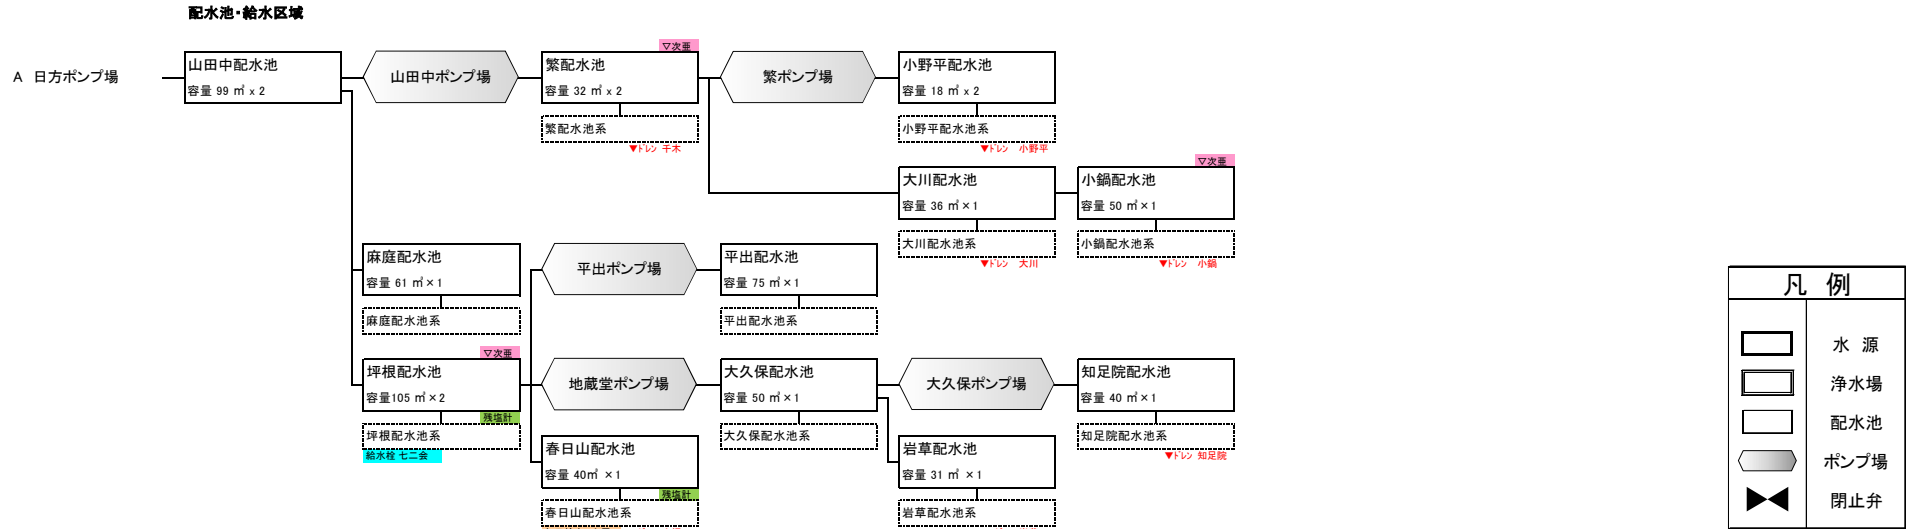 配水池・給水区域
A 日方ポンプ場
山田中配水池
容量 99 ㎥ x 2
山田中ポンプ場
▽次亜
繁配水池
容量 32 ㎥ x 2
繁配水池系
▼ドレン 千木
繁ポンプ場
小野平配水池
容量 18 ㎥ x 2
小野平配水池系
▼ドレン 小野平
大川配水池
容量 36 ㎥ × 1
大川配水池系
▼ドレン 大川
▽次亜
小鍋配水池
容量 50 ㎥ × 1
小鍋配水池系
▼ドレン 小鍋
麻庭配水池
容量 61 ㎥ × 1
麻庭配水池系
平出ポンプ場
平出配水池
容量 75 ㎥ × 1
平出配水池系
▽次亜
坪根配水池
容量105 ㎥ × 2
残塩計
坪根配水池系
給水栓 七二会
地蔵堂ポンプ場
大久保配水池
容量 50 ㎥ × 1
大久保配水池系
大久保ポンプ場
知足院配水池
容量 40 ㎥ × 1
知足院配水池系
▼ドレン 知足院
春日山配水池
容量 40㎥ × 1
残塩計
春日山配水池系
岩草配水池
容量 31 ㎥ × 1
岩草配水池系
凡 例
水 源
浄水場
配水池
ポンプ場
閉止弁